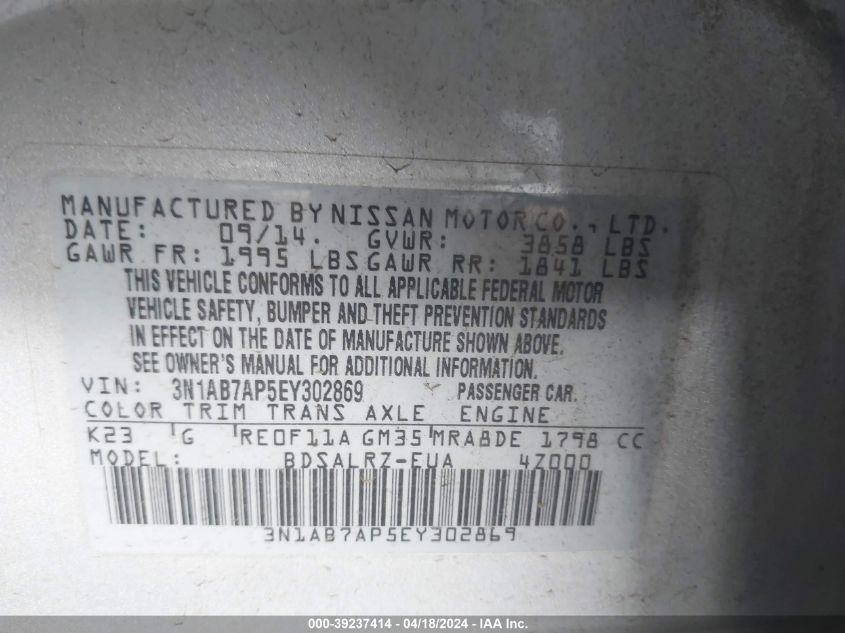 MANUFACTURED BY NISSAN MOTOR CO., LTD.
DATE: 09/14. GVWR: 3858 LBS
GAWR FR: 1995 LBS GAWR RR: 1841 LBS
THIS VEHICLE CONFORMS TO ALL APPLICABLE FEDERAL MOTOR
VEHICLE SAFETY, BUMPER AND THEFT PREVENTION STANDARDS
IN EFFECT ON THE DATE OF MANUFACTURE SHOWN ABOVE.
SEE OWNER'S MANUAL FOR ADDITIONAL INFORMATION.
VIN: 3N1AB7AP5EY302869 PASSENGER CAR.
COLOR TRIM TRANS AXLE ENGINE
K23 G RE0F11A GM35 MRA8DE 1798 CC
MODEL: BDSALRZ-EUA 4Z000
3N1AB7AP5EY302869
000-39237414 - 04/18/2024 - IAA Inc.